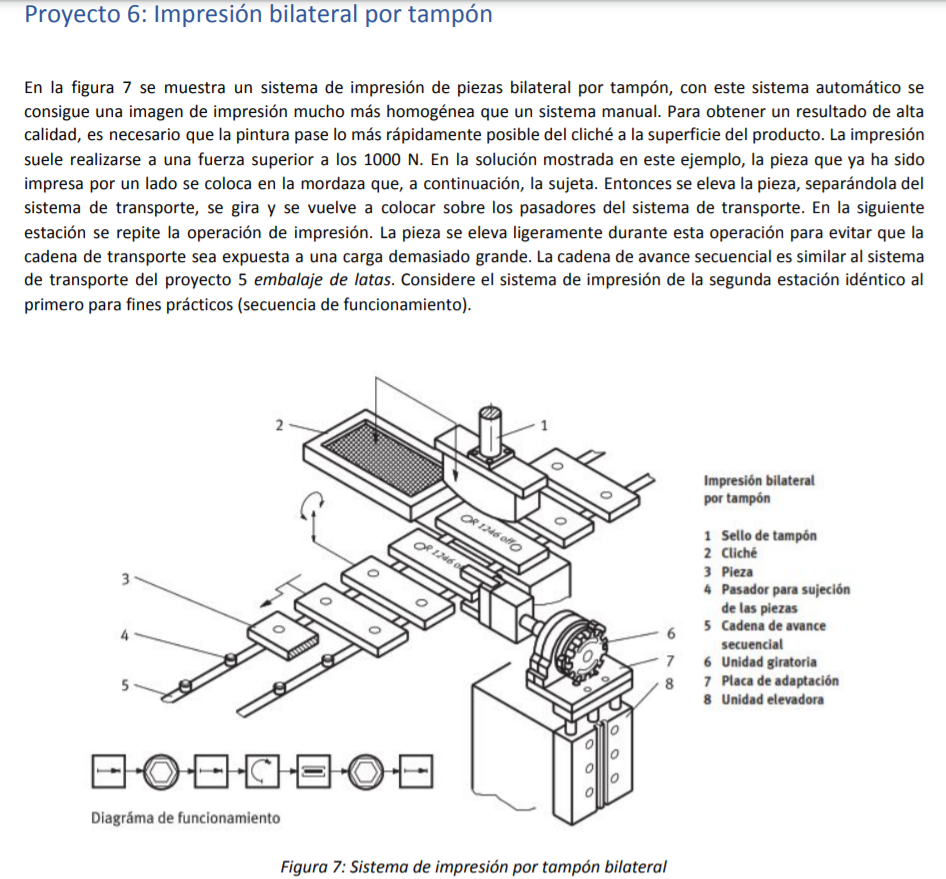 Proyecto 6: Impresión bilateral por tampón
En la figura 7 se muestra un sistema de impresión de piezas bilateral por tampón, con este sistema automático se
consigue una imagen de impresión mucho más homogénea que un sistema manual. Para obtener un resultado de alta
calidad, es necesario que la pintura pase lo más rápidamente posible del cliché a la superficie del producto. La impresión
suele realizarse a una fuerza superior a los 1000 N. En la solución mostrada en este ejemplo, la pieza que ya ha sido
impresa por un lado se coloca en la mordaza que, a continuación, la sujeta. Entonces se eleva la pieza, separándola del
sistema de transporte, se gira y se vuelve a colocar sobre los pasadores del sistema de transporte. En la siguiente
estación se repite la operación de impresión. La pieza se eleva ligeramente durante esta operación para evitar que la
cadena de transporte sea expuesta a una carga demasiado grande. La cadena de avance secuencial es similar al sistema
de transporte del proyecto 5 embalaje de latas. Considere el sistema de impresión de la segunda estación idéntico al
primero para fines prácticos (secuencia de funcionamiento).
2
1
OR 1246 off O
OR 1246 o
3
4
5
6
7
8
Impresión bilateral
por tampón
1 Sello de tampón
2 Cliché
3 Pieza
4 Pasador para sujeción
de las piezas
5 Cadena de avance
secuencial
6 Unidad giratoria
7 Placa de adaptación
8 Unidad elevadora
Diagráma de funcionamiento
Figura 7: Sistema de impresión por tampón bilateral